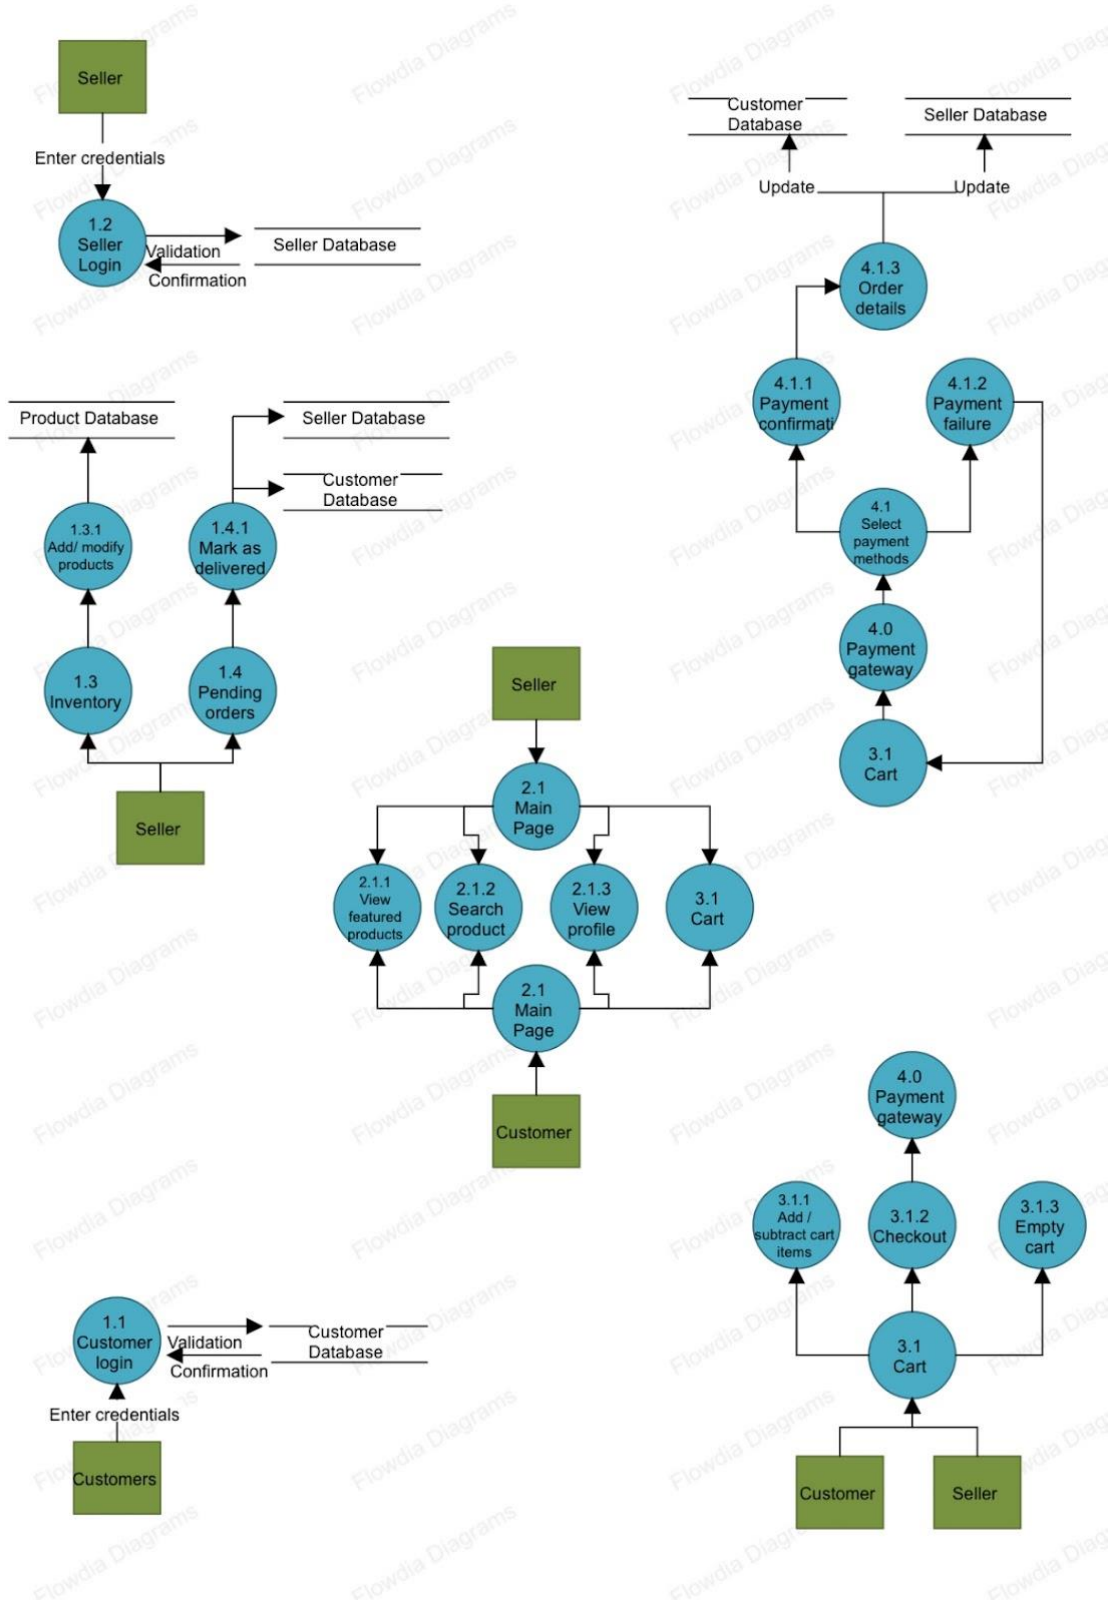 Seller
Enter credentials
1.2
Seller
Login
Validation
Confirmation
Seller Database
Customer
Database
Seller Database
Update
Update
4.1.3
Order
details
4.1.1
Payment
confirmati
4.1.2
Payment
failure
4.1
Select
payment
methods
4.0
Payment
gateway
3.1
Cart
Product Database
Seller Database
Customer
Database
1.3.1
Add/ modify
products
1.4.1
Mark as
delivered
1.3
Inventory
1.4
Pending
orders
Seller
Seller
2.1
Main
Page
2.1.1
View
featured
products
2.1.2
Search
product
2.1.3
View
profile
3.1
Cart
2.1
Main
Page
Customer
4.0
Payment
gateway
3.1.1
Add /
subtract cart
items
3.1.2
Checkout
3.1.3
Empty
cart
3.1
Cart
Customer
Seller
1.1
Customer
login
Validation
Confirmation
Customer
Database
Enter credentials
Customers
Flowdia Diagrams